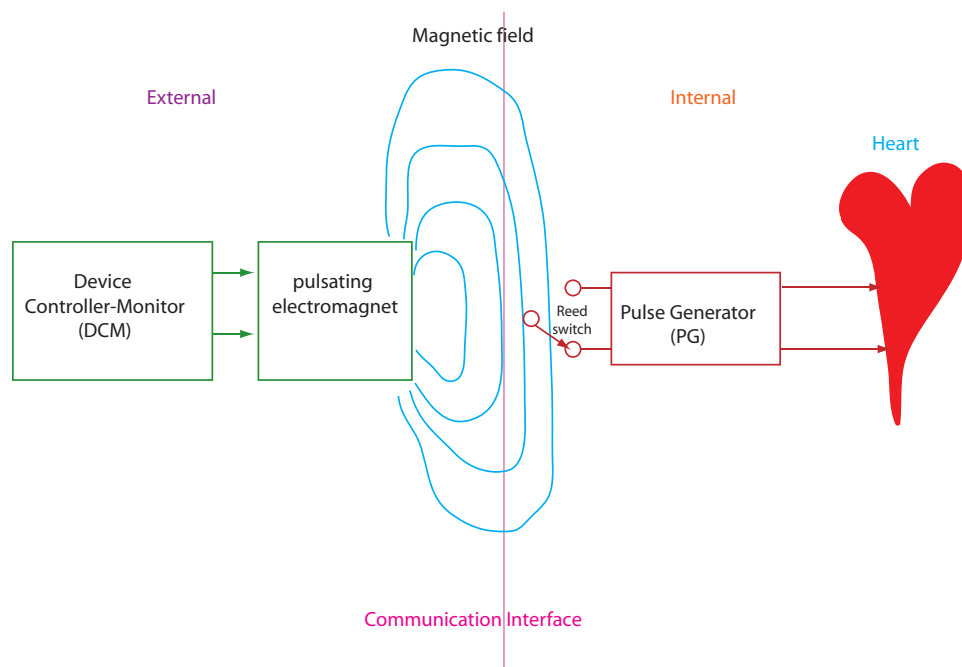 Magnetic field
External
Internal
Heart
Device
Controller-Monitor
(DCM)
pulsating
electromagnet
Reed
switch
Pulse Generator
(PG)
Communication Interface